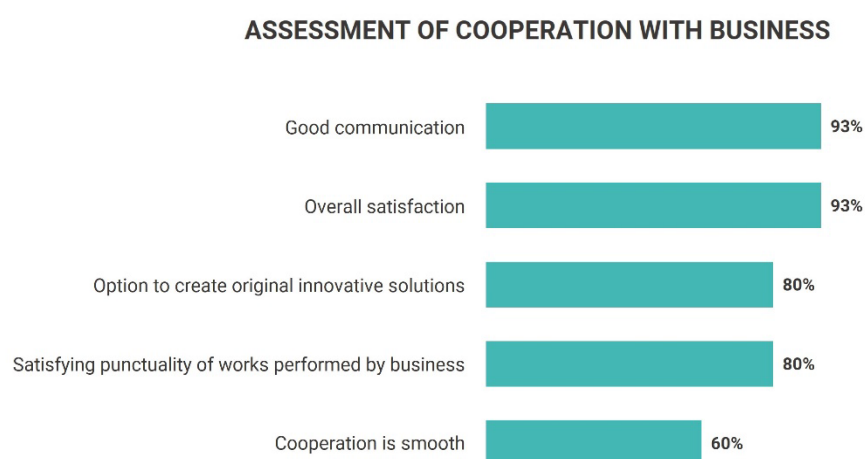 ASSESSMENT OF COOPERATION WITH BUSINESS
Good communication 93%
Overall satisfaction 93%
Option to create original innovative solutions 80%
Satisfying punctuality of works performed by business 80%
Cooperation is smooth 60%